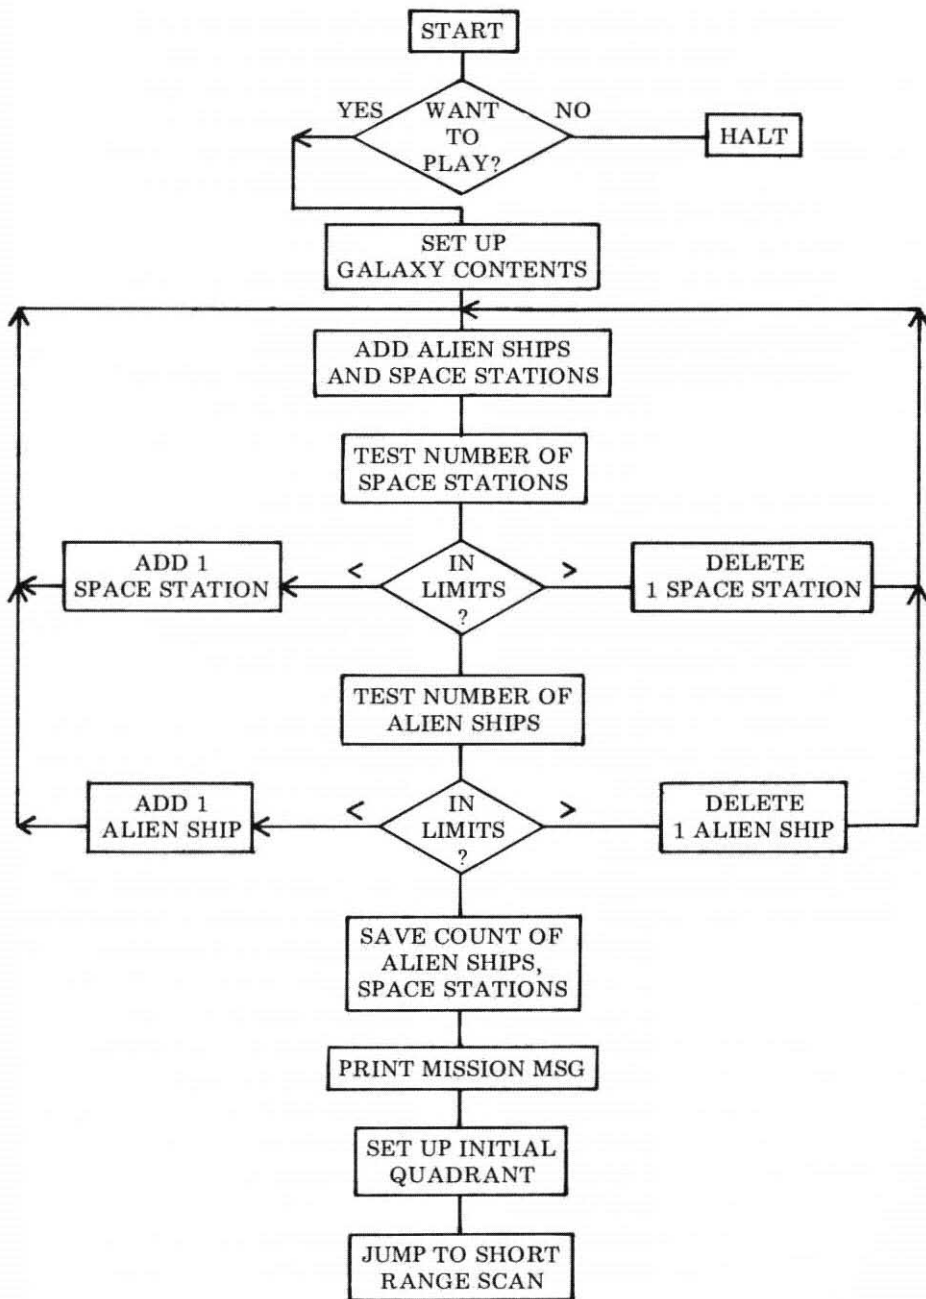 START
YES
WANT
TO
PLAY?
NO
HALT
SET UP
GALAXY CONTENTS
ADD ALIEN SHIPS
AND SPACE STATIONS
TEST NUMBER OF
SPACE STATIONS
ADD 1
SPACE STATION
<
IN
LIMITS
?
>
DELETE
1 SPACE STATION
TEST NUMBER OF
ALIEN SHIPS
ADD 1
ALIEN SHIP
<
IN
LIMITS
?
>
DELETE
1 ALIEN SHIP
SAVE COUNT OF
ALIEN SHIPS,
SPACE STATIONS
PRINT MISSION MSG
SET UP INITIAL
QUADRANT
JUMP TO SHORT
RANGE SCAN